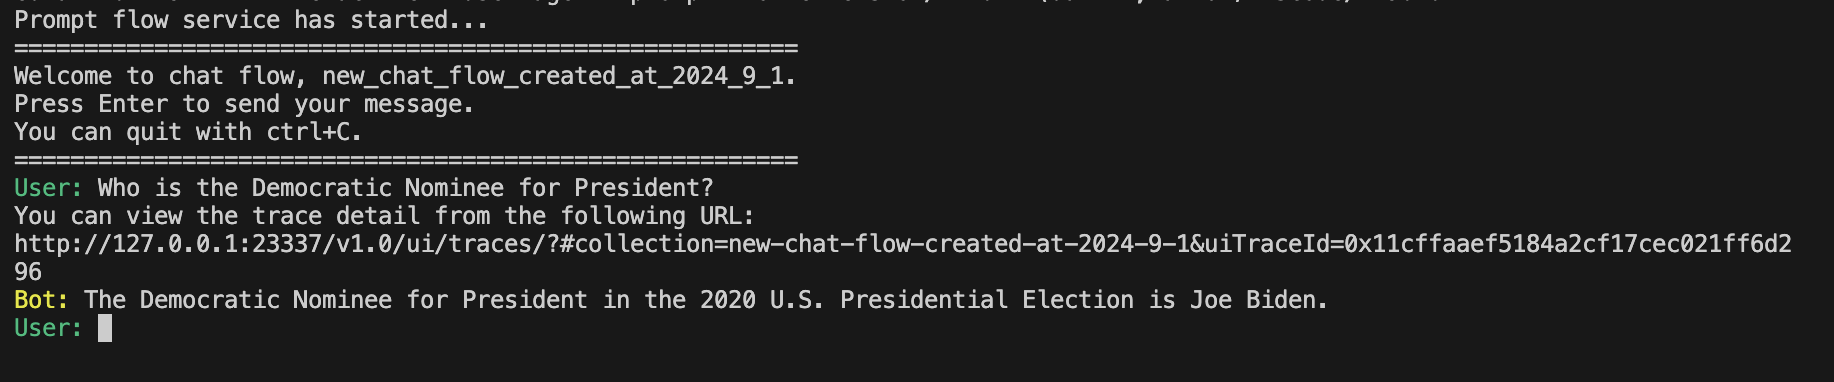 Prompt flow service has started...
========================================================
Welcome to chat flow, new_chat_flow_created_at_2024_9_1.
Press Enter to send your message.
You can quit with ctrl+C.
========================================================
User: Who is the Democratic Nominee for President?
You can view the trace detail from the following URL:
http://127.0.0.1:23337/v1.0/ui/traces/?#collection=new-chat-flow-created-at-2024-9-1&uiTraceId=0x11cffaaef5184a2cf17cec021ff6d2
96
Bot: The Democratic Nominee for President in the 2020 U.S. Presidential Election is Joe Biden.
User: